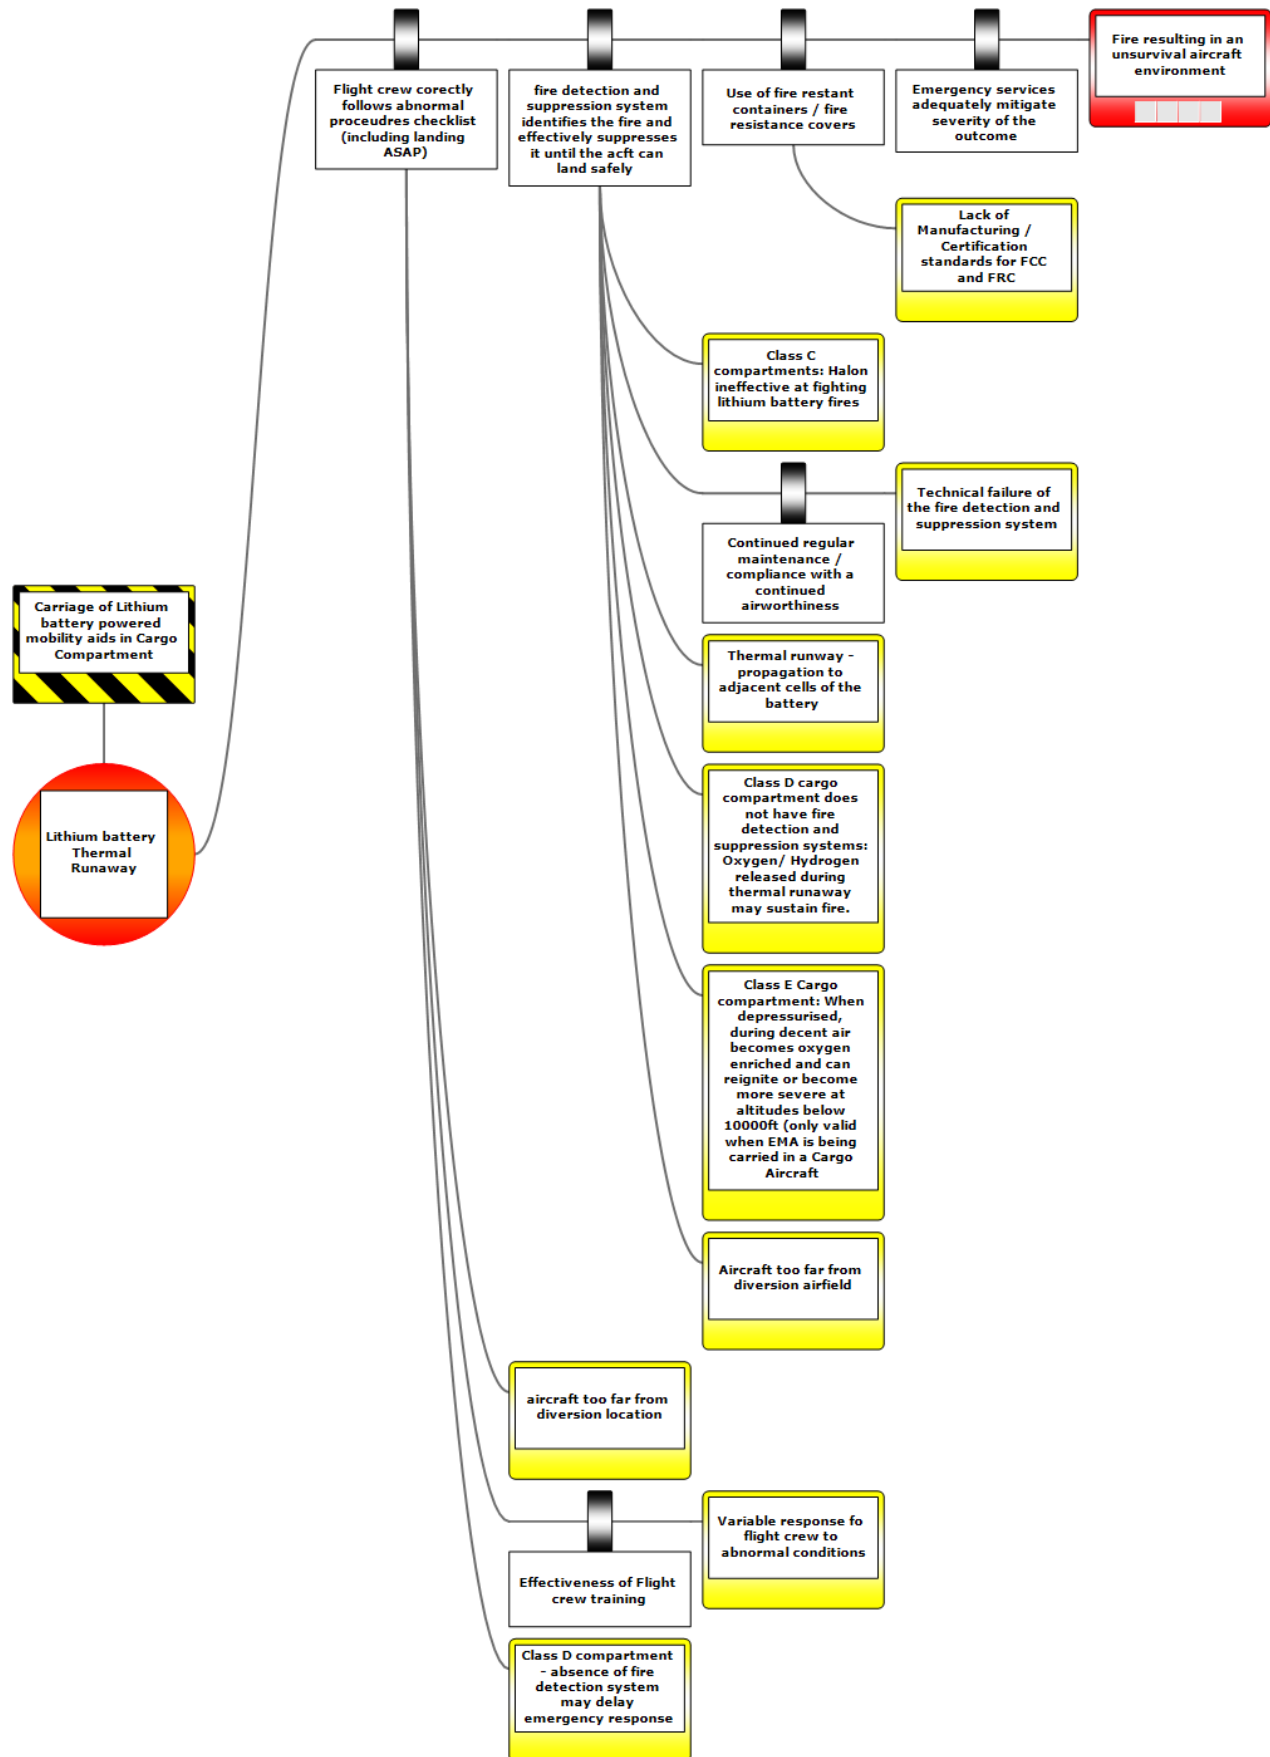 Flight crew corectly
follows abnormal
proceudres checklist
(including landing
ASAP)
fire detection and
suppression system
identifies the fire and
effectively suppresses
it until the acft can
land safely
Use of fire restant
containers / fire
resistance covers
Emergency services
adequately mitigate
severity of the
outcome
Fire resulting in an
unsurvival aircraft
environment
Lack of
Manufacturing /
Certification
standards for FCC
and FRC
Class C
compartments: Halon
ineffective at fighting
lithium battery fires
Technical failure of
the fire detection and
suppression system
Continued regular
maintenance /
compliance with a
continued
airworthiness
Carriage of Lithium
battery powered
mobility aids in Cargo
Compartment
Thermal runway -
propagation to
adjacent cells of the
battery
Lithium battery
Thermal
Runaway
Class D cargo
compartment does
not have fire
detection and
suppression systems:
Oxygen/ Hydrogen
released during
thermal runaway
may sustain fire.
Class E Cargo
compartment: When
depressurised,
during decent air
becomes oxygen
enriched and can
reignite or become
more severe at
altitudes below
10000ft (only valid
when EMA is being
carried in a Cargo
Aircraft
Aircraft too far from
diversion airfield
aircraft too far from
diversion location
Variable response fo
flight crew to
abnormal conditions
Effectiveness of Flight
crew training
Class D compartment
- absence of fire
detection system
may delay
emergency response